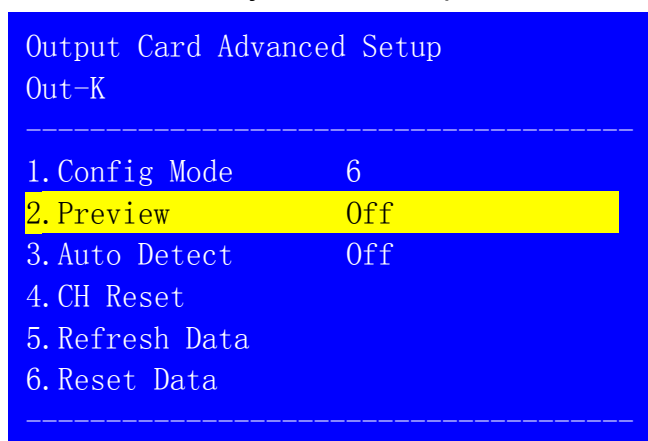 Output Card Advanced Setup
Out-K
--------------------------------------
1.Config Mode 6
2.Preview Off
3.Auto Detect Off
4.CH Reset
5.Refresh Data
6.Reset Data
--------------------------------------